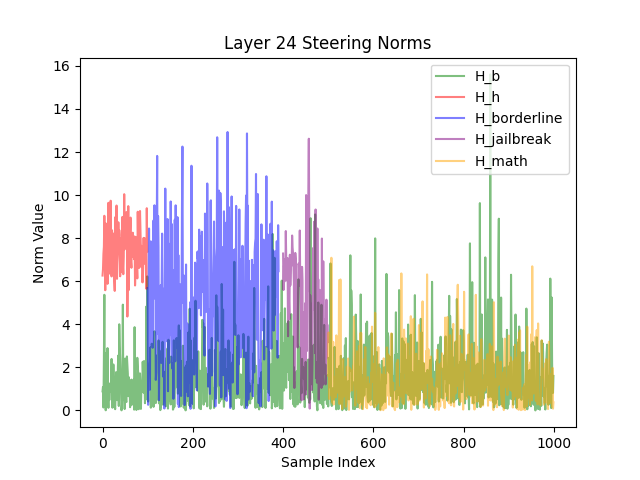 Layer 24 Steering Norms
16
14
12
10
8
6
4
2
0
Norm Value
H_b
H_h
H_borderline
H_jailbreak
H_math
0
200
400
600
800
1000
Sample Index